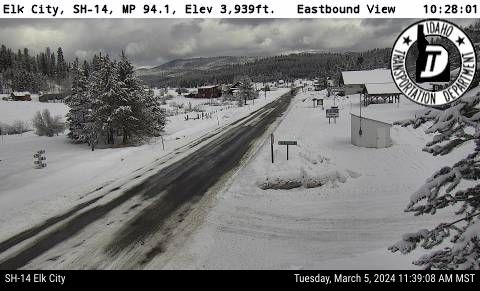 Elk City, SH-14, MP 94.1, Elev 3,939ft. Eastbound View 10:28:01
IDAHO
TRANSPORTATION DEPARTMENT
SH-14 Elk City Tuesday, March 5, 2024 11:39:08 AM MST